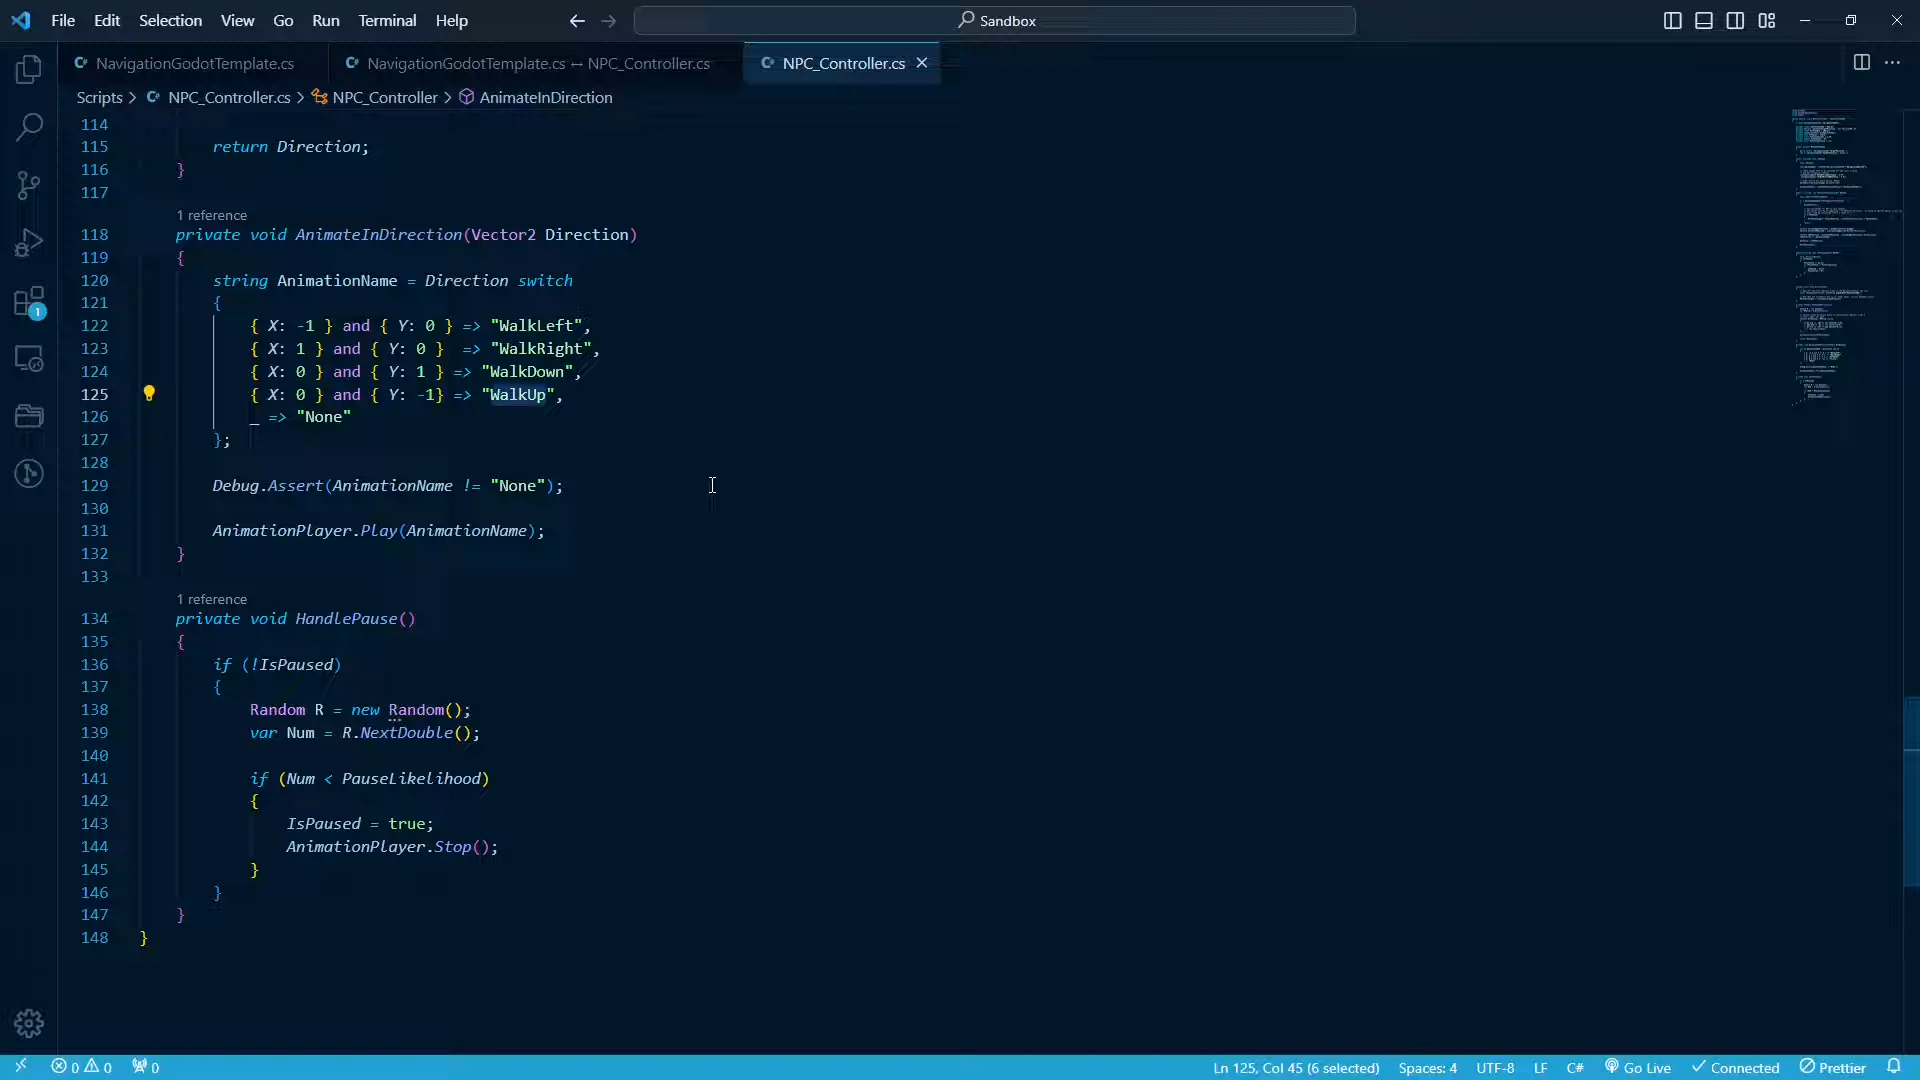 File Edit Selection View Go Run Terminal Help Sandbox
NavigationGodotTemplate.cs NavigationGodotTemplate.cs ↔ NPC_Controller.cs NPC_Controller.cs
Scripts > NPC_Controller.cs > NPC_Controller > AnimateInDirection
114
115 return Direction;
116 }
117
1 reference
118 private void AnimateInDirection(Vector2 Direction)
119 {
120 string AnimationName = Direction switch
121 {
122 { X: -1 } and { Y: 0 } => "WalkLeft",
123 { X: 1 } and { Y: 0 }  => "WalkRight",
124 { X: 0 } and { Y: 1 } => "WalkDown",
125 { X: 0 } and { Y: -1} => "WalkUp",
126 _ => "None"
127 };
128
129 Debug.Assert(AnimationName != "None");
130
131 AnimationPlayer.Play(AnimationName);
132 }
133
1 reference
134 private void HandlePause()
135 {
136 if (!IsPaused)
137 {
138 Random R = new Random();
139 var Num = R.NextDouble();
140
141 if (Num < PauseLikelihood)
142 {
143 IsPaused = true;
144 AnimationPlayer.Stop();
145 }
146 }
147 }
148 }
1
0 0 0 Ln 125, Col 45 (6 selected) Spaces: 4 UTF-8 LF C# Go Live Connected Prettier